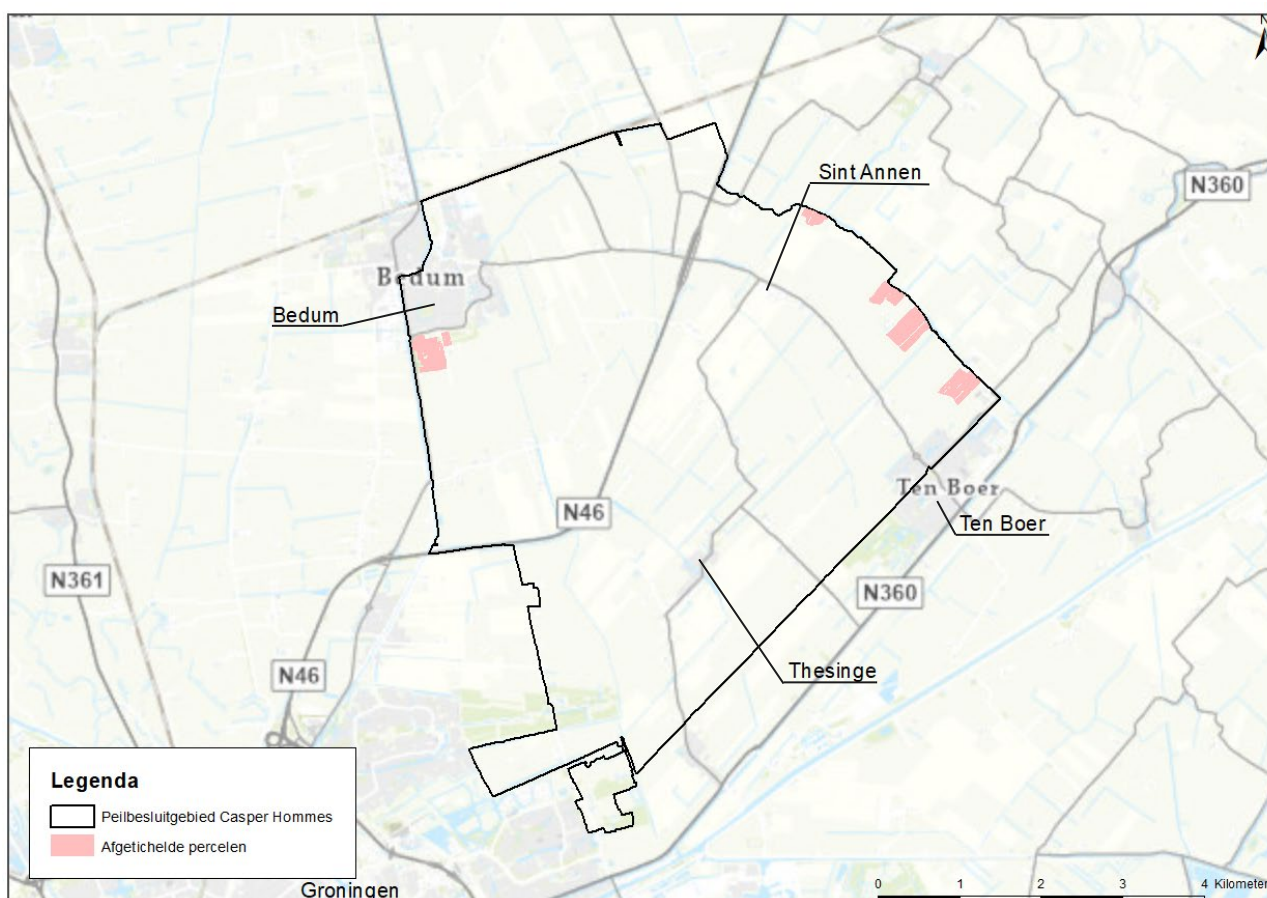 N
Sint Annen
N360
Bedum
Bedum
N46
Ten Boer
Ten Boer
N361
N360
Thesinge
N46
Legenda
Peilbesluitgebied Casper Hommes
Afgetichelde percelen
Groningen
0 1 2 3 4 Kilometer